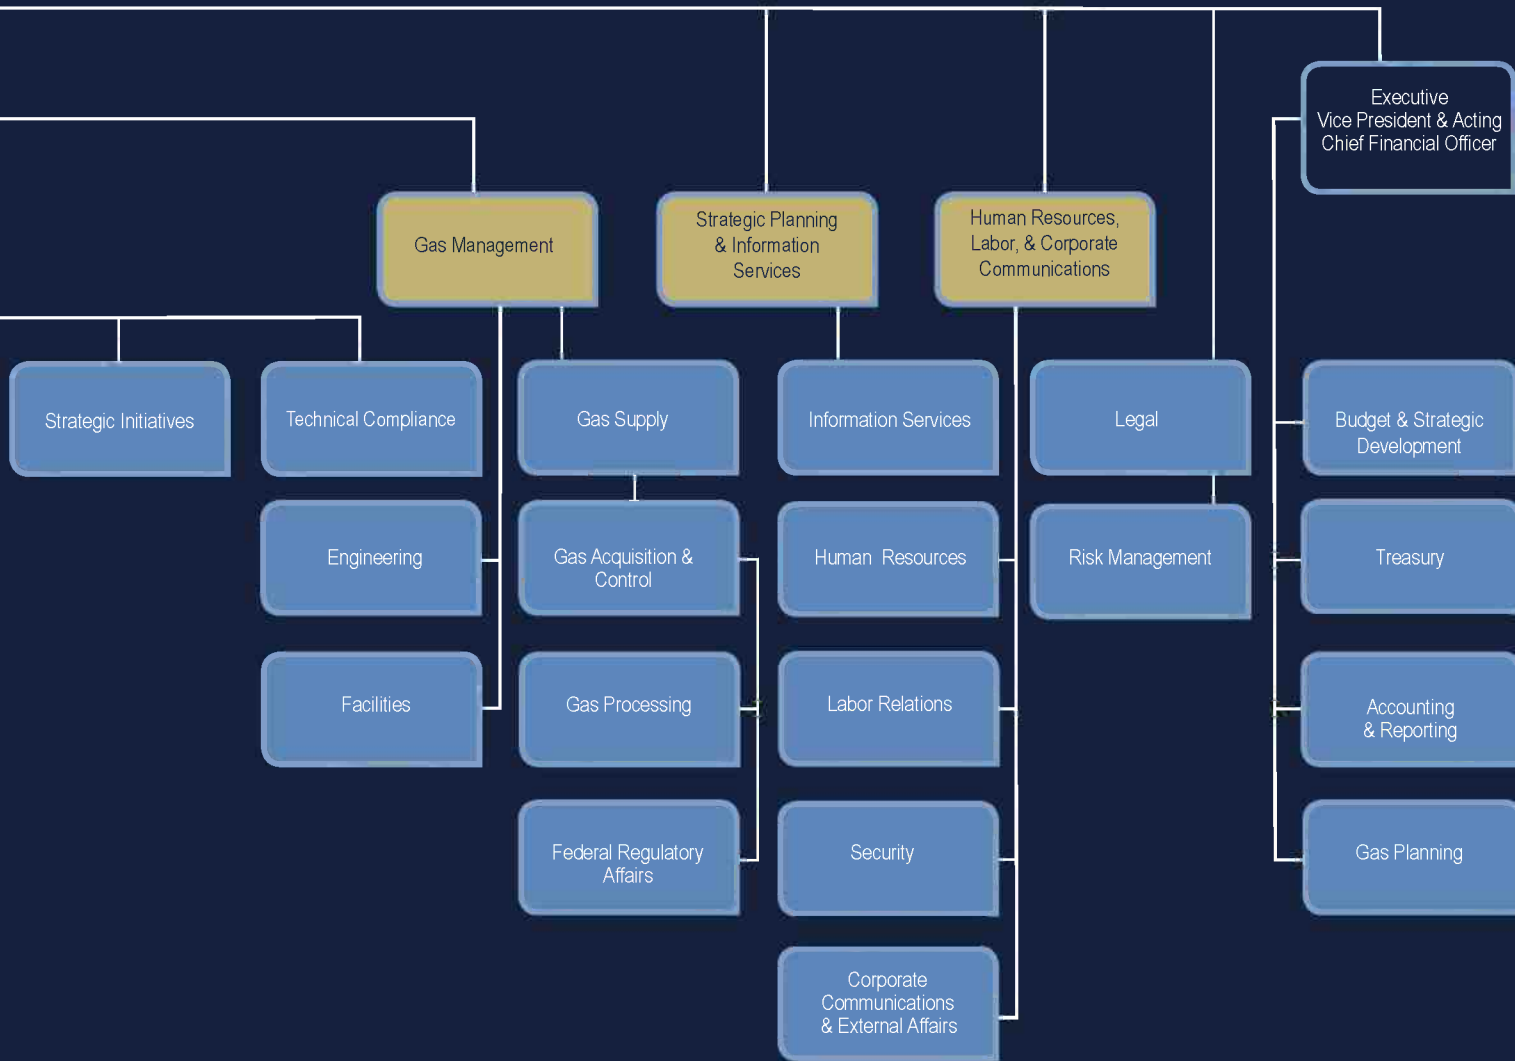 Executive
Vice President & Acting
Chief Financial Officer
Gas Management
Strategic Planning
& Information
Services
Human Resources,
Labor, & Corporate
Communications
Strategic Initiatives
Technical Compliance
Gas Supply
Information Services
Legal
Budget & Strategic
Development
Engineering
Gas Acquisition &
Control
Human Resources
Risk Management
Treasury
Facilities
Gas Processing
Labor Relations
Accounting
& Reporting
Federal Regulatory
Affairs
Security
Gas Planning
Corporate
Communications
& External Affairs